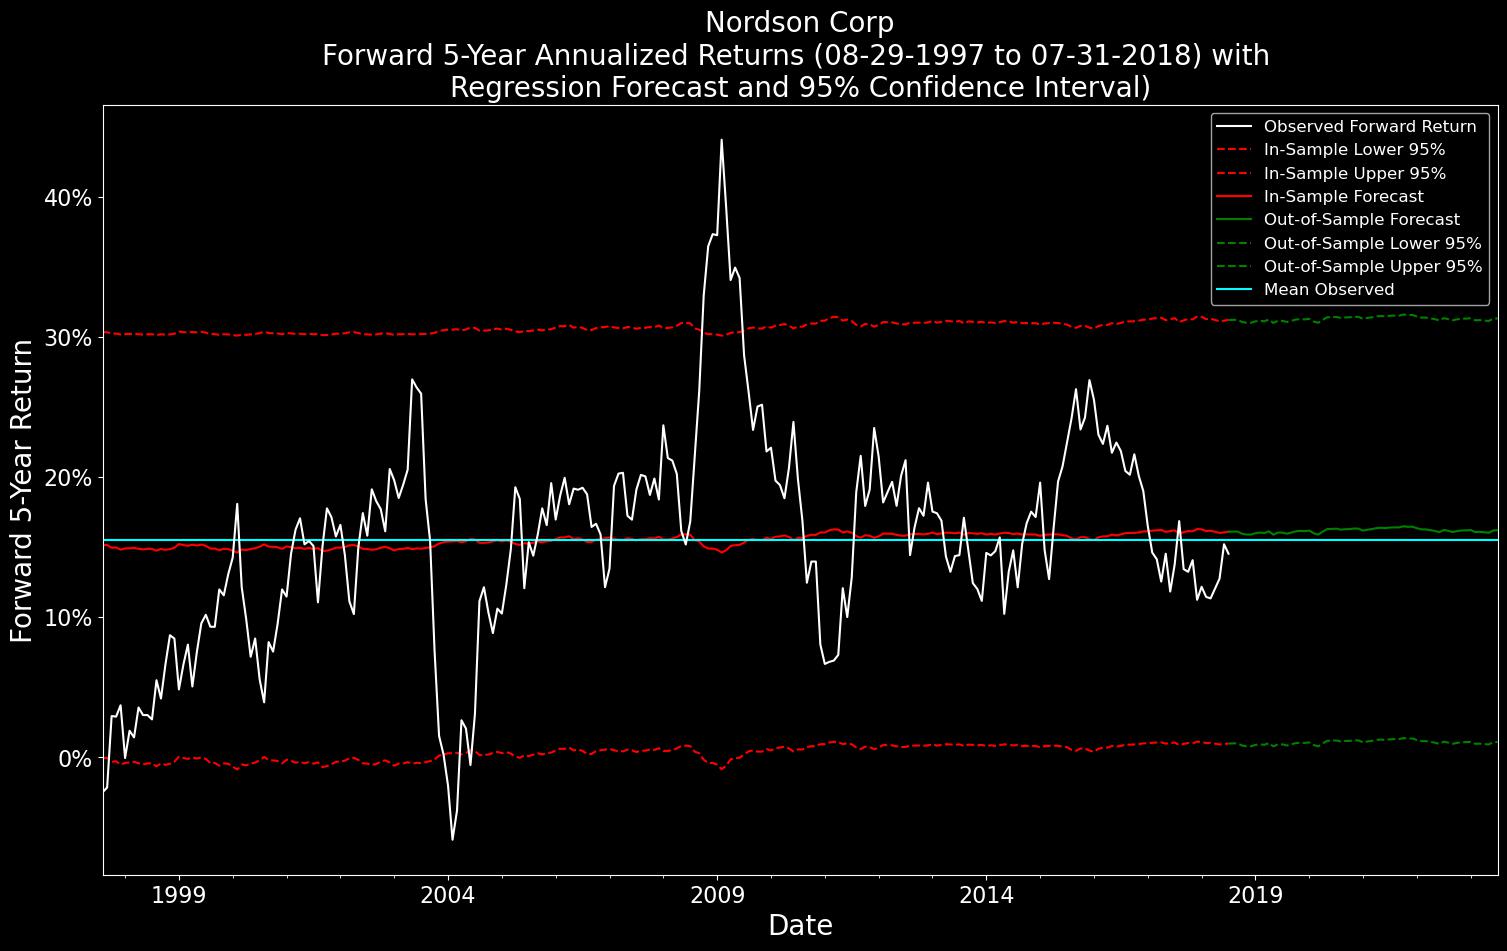 Nordson Corp
Forward 5-Year Annualized Returns (08-29-1997 to 07-31-2018) with
Regression Forecast and 95% Confidence Interval)
Observed Forward Return
In-Sample Lower 95%
In-Sample Upper 95%
In-Sample Forecast
Out-of-Sample Forecast
Out-of-Sample Lower 95%
Out-of-Sample Upper 95%
Mean Observed
Forward 5-Year Return
40%
30%
20%
10%
0%
1999 2004 2009 2014 2019
Date